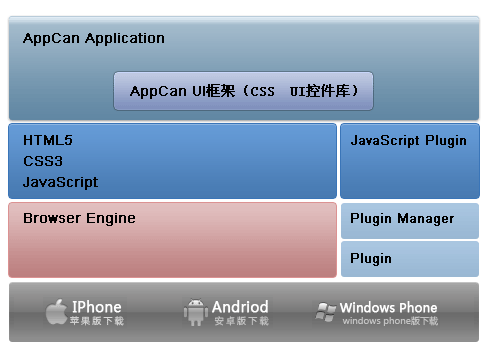 AppCan Application
AppCan UI框架（CSS UI控件库）
HTML5
CSS3
JavaScript
JavaScript Plugin
Browser Engine
Plugin Manager
Plugin
IPhone
苹果版下载
Andriod
安卓版下载
Windows Phone
windows phone版下载